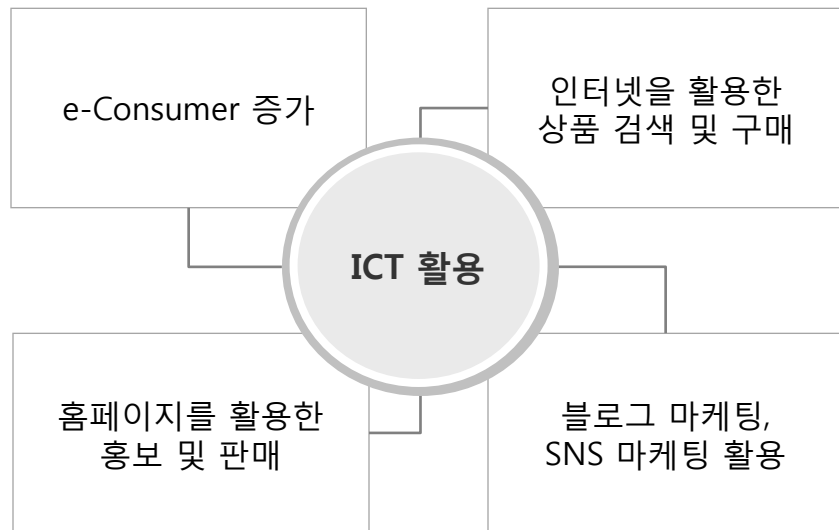 e-Consumer 증가
인터넷을 활용한
상품 검색 및 구매
ICT 활용
홈페이지를 활용한
홍보 및 판매
블로그 마케팅,
SNS 마케팅 활용